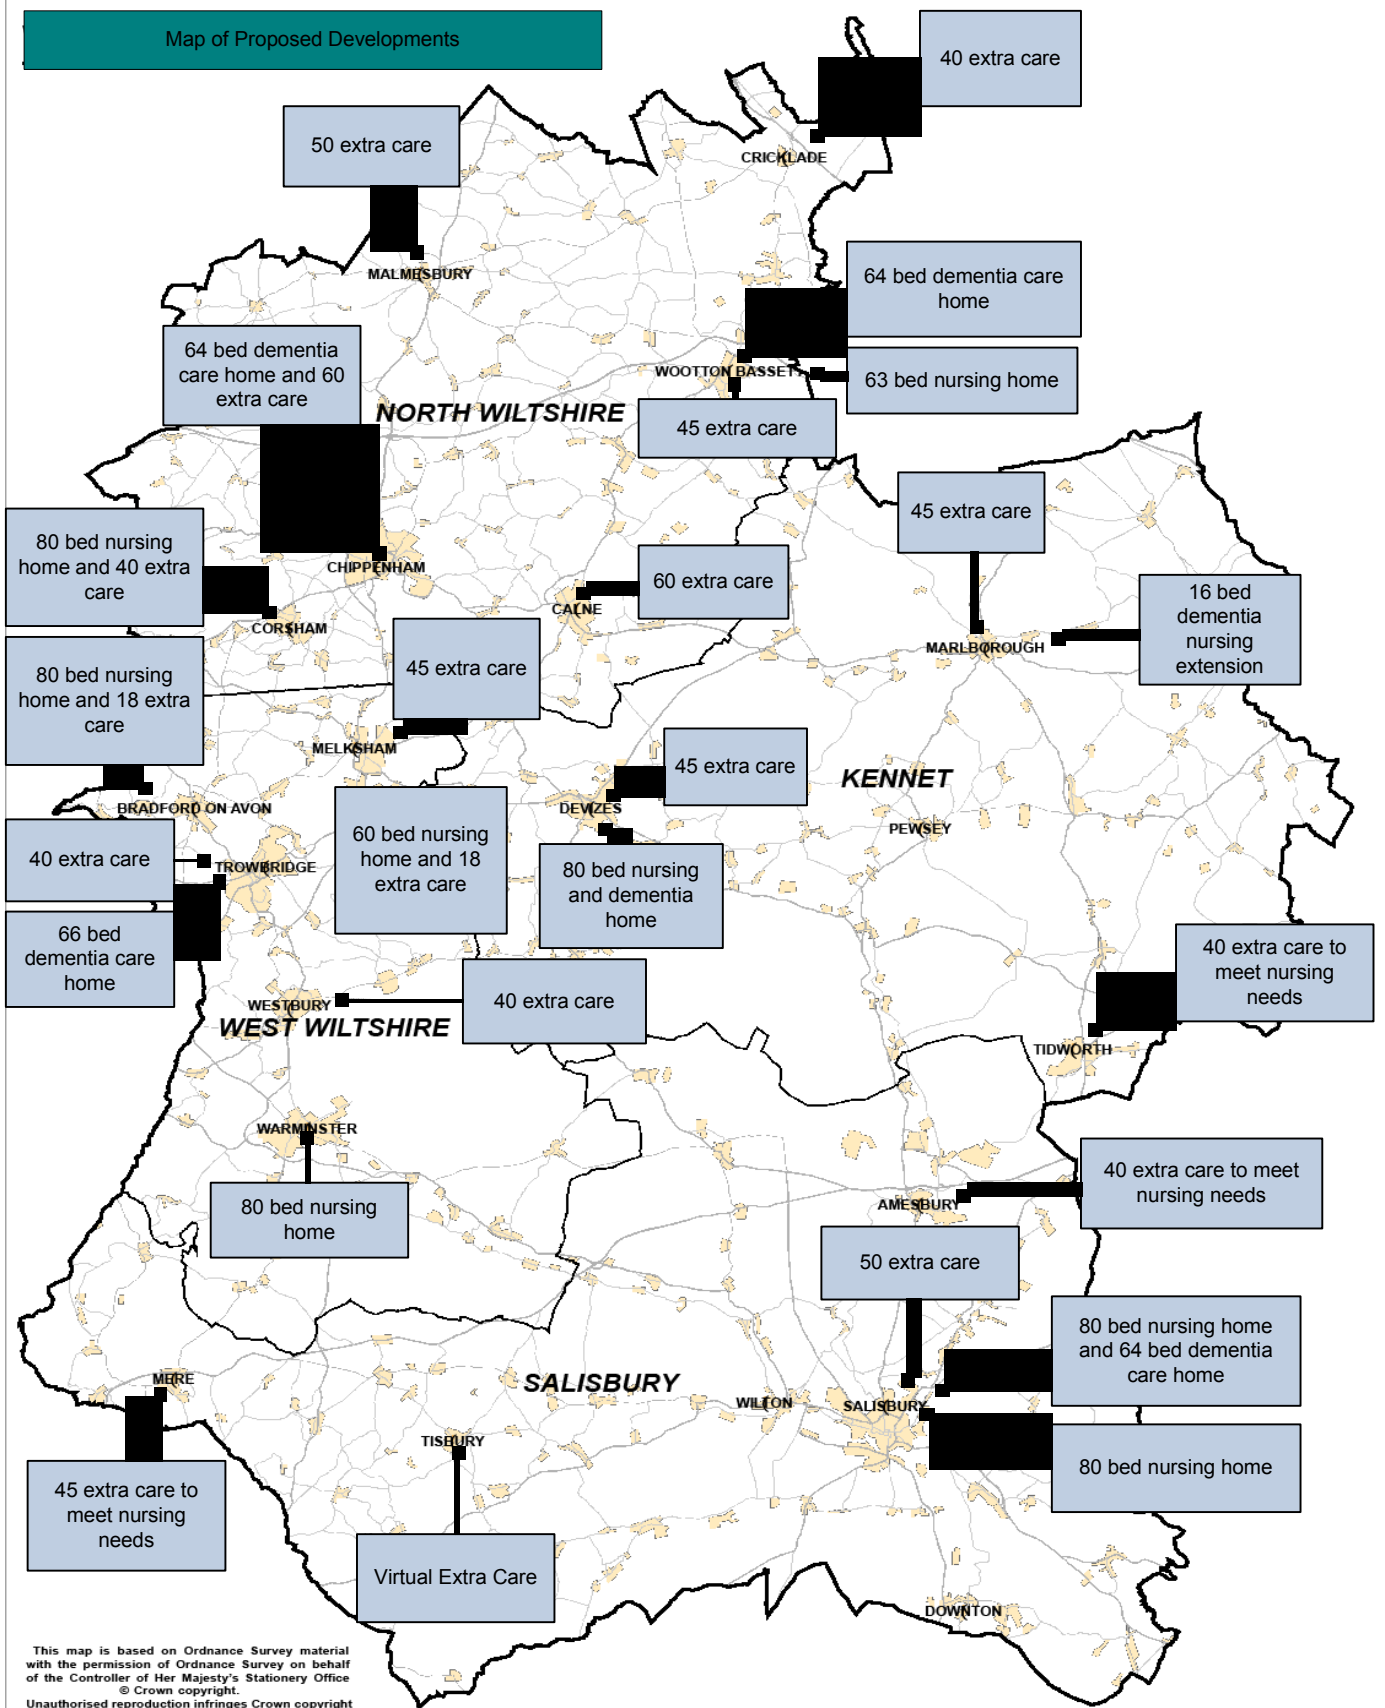 Map of Proposed Developments
40 extra care
50 extra care
CRICKLADE
MALMESBURY
64 bed dementia care
home
64 bed dementia
care home and 60
extra care
WOOTTON BASSETT
63 bed nursing home
NORTH WILTSHIRE
45 extra care
45 extra care
80 bed nursing
home and 40 extra
care
CHIPPENHAM
60 extra care
CALNE
16 bed
dementia
nursing
extension
CORSHAM
MARLBOROUGH
80 bed nursing
home and 18 extra
care
45 extra care
MELKSHAM
45 extra care
KENNET
BRADFORD ON AVON
DEVIZES
PEWSEY
60 bed nursing
home and 18
extra care
40 extra care
TROWBRIDGE
80 bed nursing
and dementia
home
66 bed
dementia care
home
40 extra care to
meet nursing
needs
40 extra care
WESTBURY
WEST WILTSHIRE
TIDWORTH
WARMINSTER
80 bed nursing
home
40 extra care to meet
nursing needs
AMESBURY
50 extra care
80 bed nursing home
and 64 bed dementia
care home
MERE
SALISBURY
WILTON
SALISBURY
TISBURY
80 bed nursing home
45 extra care to
meet nursing
needs
Virtual Extra Care
DOWNTON
This map is based on Ordnance Survey material
with the permission of Ordnance Survey on behalf
of the Controller of Her Majesty's Stationery Office
© Crown copyright.
Unauthorised reproduction infringes Crown copyright